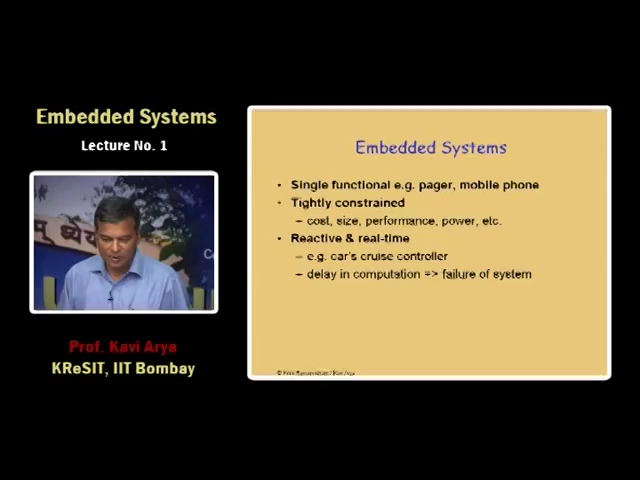 Embedded Systems
Lecture No. 1
Prof. Kavi Arya
KReSIT, IIT Bombay
Embedded Systems
• Single functional e.g. pager, mobile phone
• Tightly constrained
– cost, size, performance, power, etc.
• Reactive & real-time
– e.g. car's cruise controller
– delay in computation => failure of system